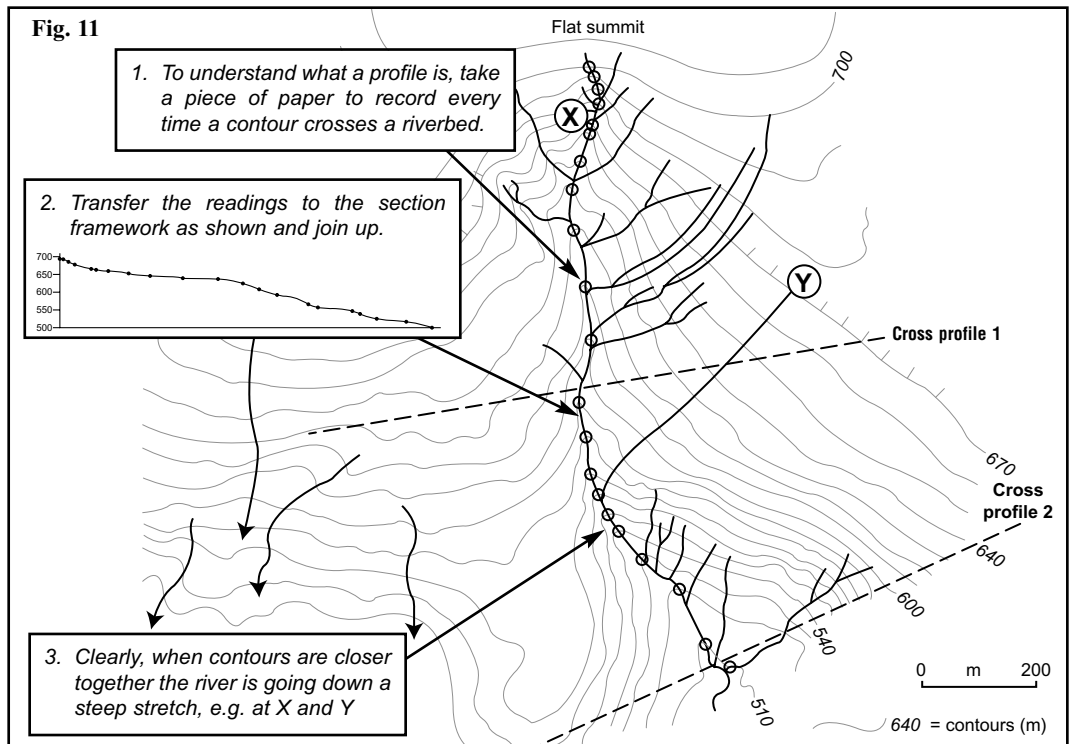 Fig. 11
Flat summit
700
1. To understand what a profile is, take
a piece of paper to record every
time a contour crosses a riverbed.
X
2. Transfer the readings to the section
framework as shown and join up.
700
650
600
550
500
Y
Cross profile 1
670
Cross
profile 2
640
600
540
510
3. Clearly, when contours are closer
together the river is going down a
steep stretch, e.g. at X and Y
0 m 200
640 = contours (m)